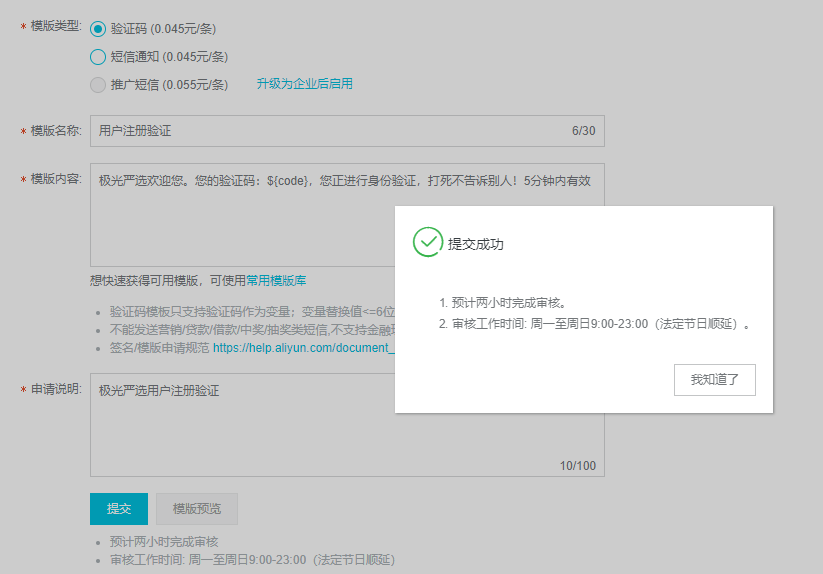 * 模版类型: 验证码 (0.045元/条)
短信通知 (0.045元/条)
推广短信 (0.055元/条) 升级为企业后启用
* 模版名称: 用户注册验证 6/30
* 模版内容: 极光严选欢迎您。您的验证码：${code}，您正进行身份验证，打死不告诉别人！5分钟内有效
提交成功
1. 预计两小时完成审核。
2. 审核工作时间: 周一至周日9:00-23:00（法定节日顺延）。
我知道了
想快速获得可用模版，可使用常用模版库
• 验证码模板只支持验证码作为变量；变量替换值<=6位
• 不能发送营销/贷款/借款/中奖/抽奖类短信,不支持金融
• 签名/模版申请规范 https://help.aliyun.com/document_
* 申请说明: 极光严选用户注册验证
10/100
提交 模版预览
• 预计两小时完成审核
• 审核工作时间: 周一至周日9:00-23:00（法定节日顺延）